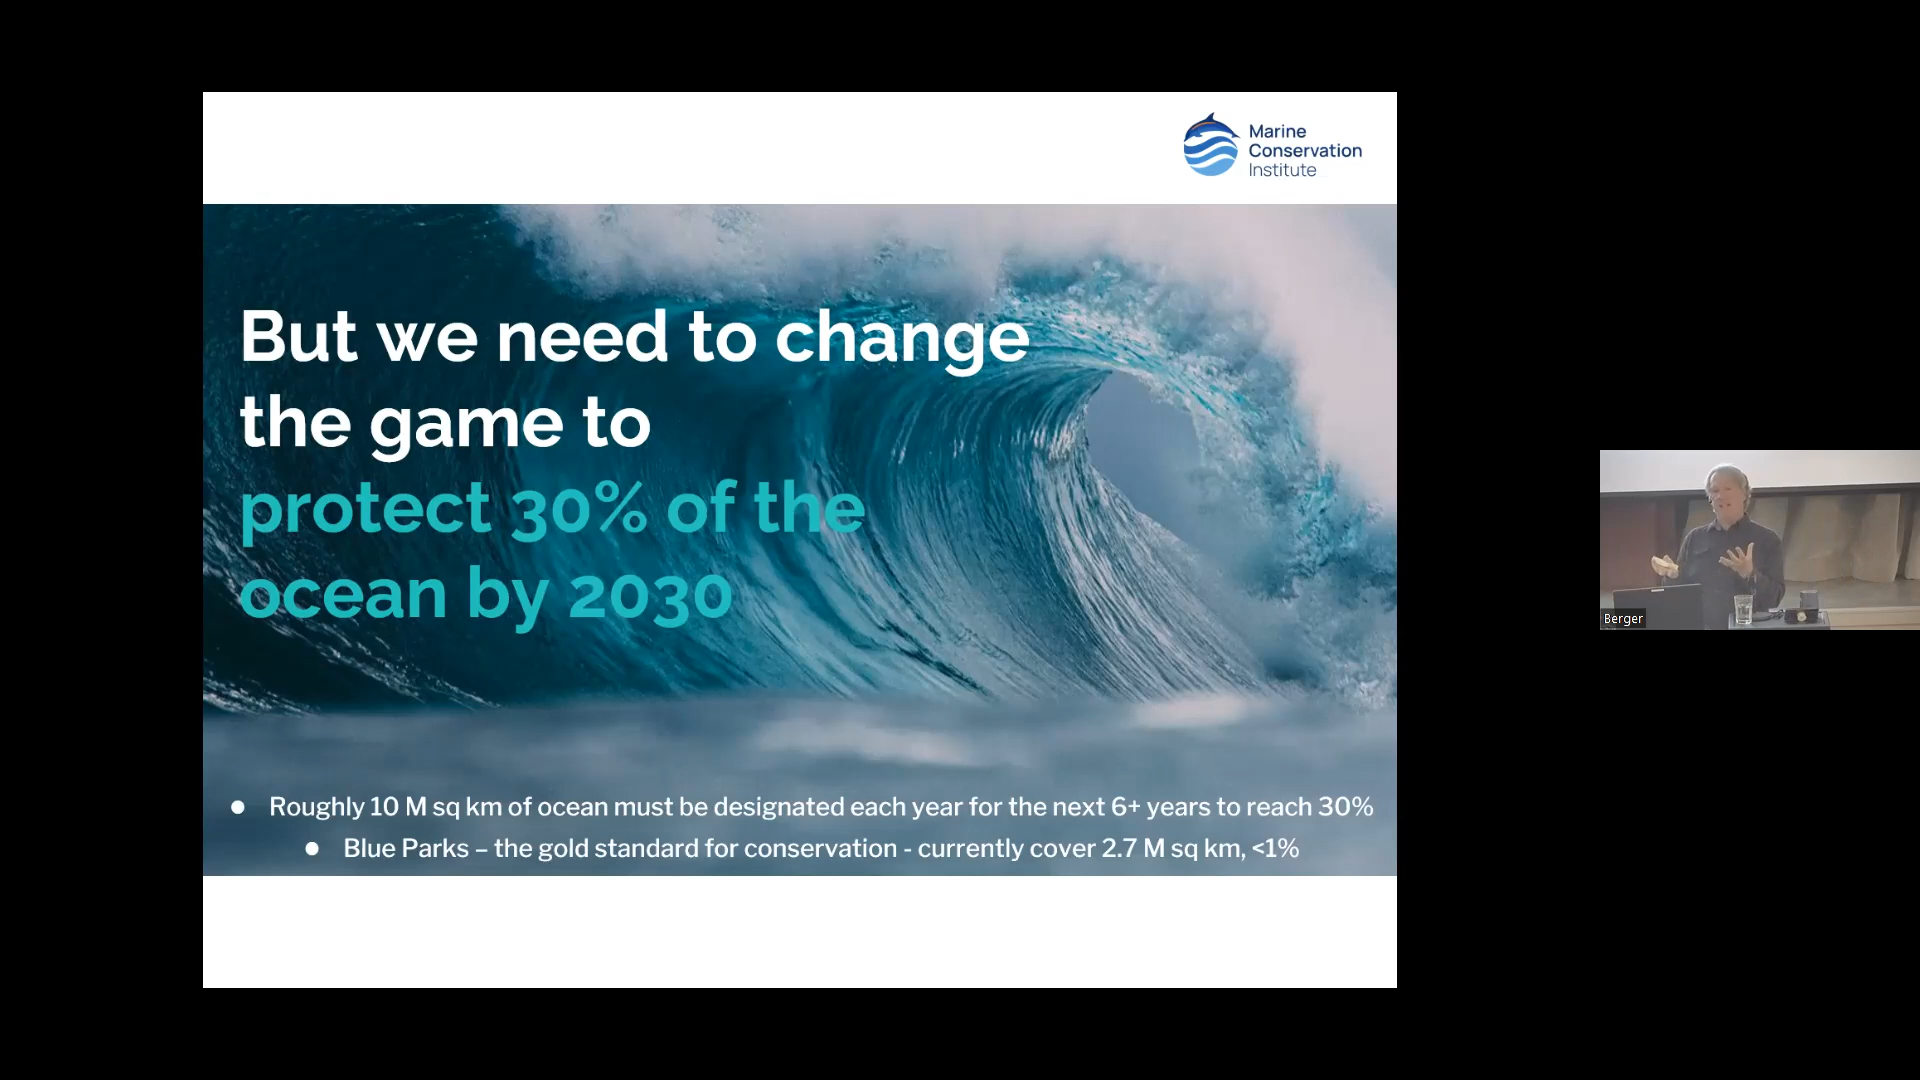 Marine
Conservation
Institute
But we need to change
the game to
protect 30% of the
ocean by 2030
● Roughly 10 M sq km of ocean must be designated each year for the next 6+ years to reach 30%
● Blue Parks – the gold standard for conservation - currently cover 2.7 M sq km, <1%
Berger